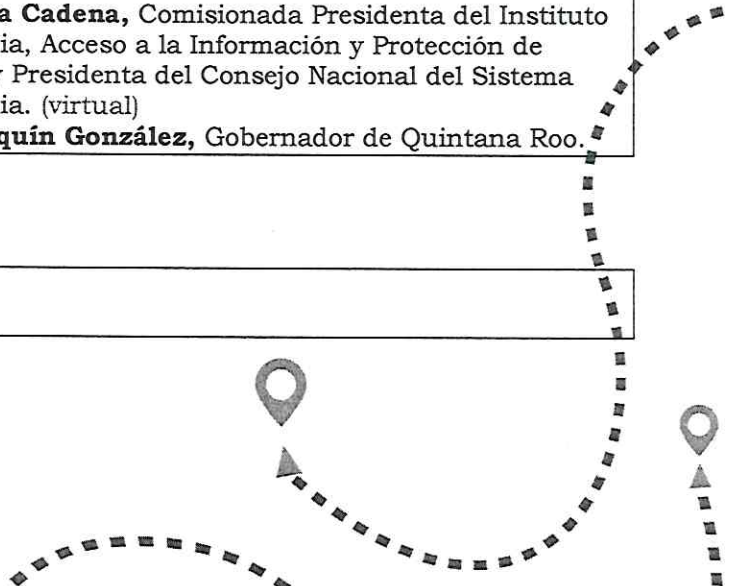 a Cadena, Comisionada Presidenta del Instituto
ia, Acceso a la Información y Protección de
y Presidenta del Consejo Nacional del Sistema
ia. (virtual)
quín González, Gobernador de Quintana Roo.